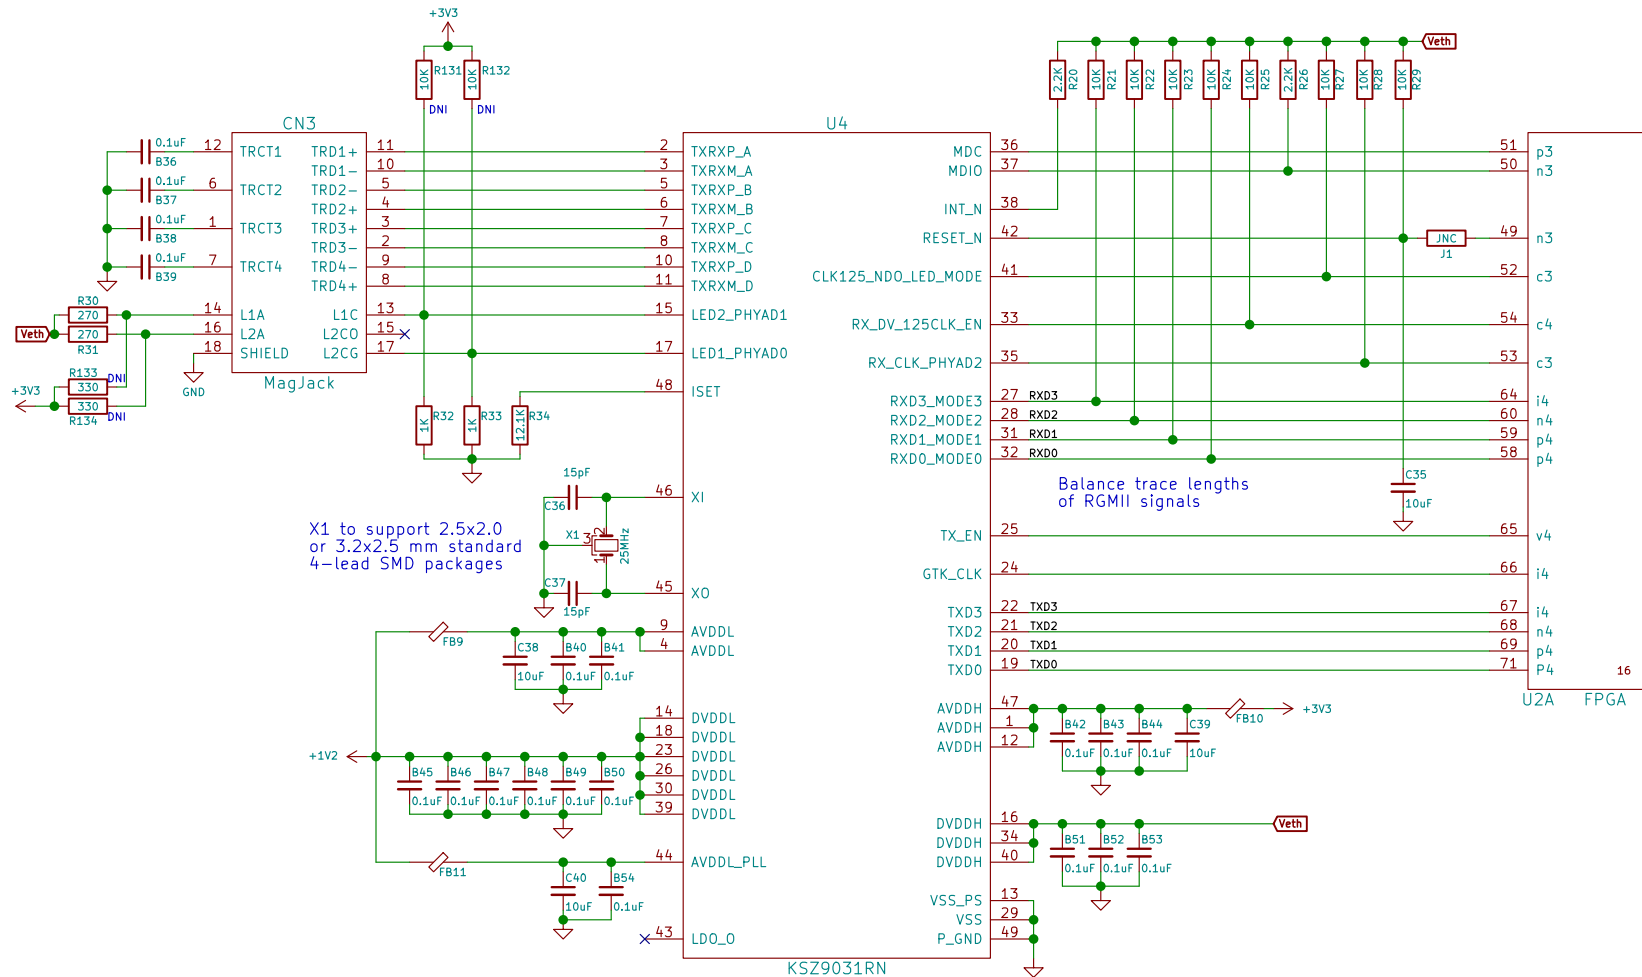 +3V3
10K R131
10K R132
DNI DNI
Veth
2.2K R20
10K R21
10K R22
10K R23
10K R24
10K R25
2.2K R26
10K R27
10K R28
10K R29
CN3
0.1uF
B36
0.1uF
B37
0.1uF
B38
0.1uF
B39
12 TRCT1 TRD1+ 11
TRD1- 10
6 TRCT2 TRD2- 5
TRD2+ 4
1 TRCT3 TRD3+ 3
TRD3- 2
7 TRCT4 TRD4- 9
TRD4+ 8
14 L1A L1C 13
16 L2A L2CO 15
18 SHIELD L2CG 17
MagJack
GND
Veth
R30
270
270
R31
R133
330 DNI
+3V3
330 DNI
R134
1K R32
1K R33
12.1K R34
U4
2 TXRXP_A
3 TXRXM_A
5 TXRXP_B
6 TXRXM_B
7 TXRXP_C
8 TXRXM_C
10 TXRXP_D
11 TXRXM_D
15 LED2_PHYAD1
17 LED1_PHYAD0
48 ISET
46 XI
45 XO
9 AVDDL
4 AVDDL
14 DVDDL
18 DVDDL
23 DVDDL
26 DVDDL
30 DVDDL
39 DVDDL
44 AVDDL_PLL
43 LDO_O
MDC 36
MDIO 37
INT_N 38
RESET_N 42
CLK125_NDO_LED_MODE 41
RX_DV_125CLK_EN 33
RX_CLK_PHYAD2 35
RXD3_MODE3 27 RXD3
RXD2_MODE2 28 RXD2
RXD1_MODE1 31 RXD1
RXD0_MODE0 32 RXD0
TX_EN 25
GTK_CLK 24
TXD3 22 TXD3
TXD2 21 TXD2
TXD1 20 TXD1
TXD0 19 TXD0
AVDDH 47
AVDDH 1
AVDDH 12
DVDDH 16
DVDDH 34
DVDDH 40
VSS_PS 13
VSS 29
P_GND 49
KSZ9031RN
JNC
J1
51 p3
50 n3
49 n3
52 c3
54 c4
53 c3
64 i4
60 n4
59 p4
58 p4
65 v4
66 i4
67 i4
68 n4
69 p4
71 P4
16
U2A FPGA
C35
10uF
Balance trace lengths
of RGMII signals
X1 to support 2.5x2.0
or 3.2x2.5 mm standard
4-lead SMD packages
15pF
C36
X1 3 2 1 25MHz
C37
15pF
FB9
C38 B40 B41
10uF 0.1uF 0.1uF
+1V2
B45 B46 B47 B48 B49 B50
0.1uF 0.1uF 0.1uF 0.1uF 0.1uF 0.1uF
FB11
C40 B54
10uF 0.1uF
FB10
+3V3
B42 B43 B44 C39
0.1uF 0.1uF 0.1uF 10uF
Veth
B51 B52 B53
0.1uF 0.1uF 0.1uF